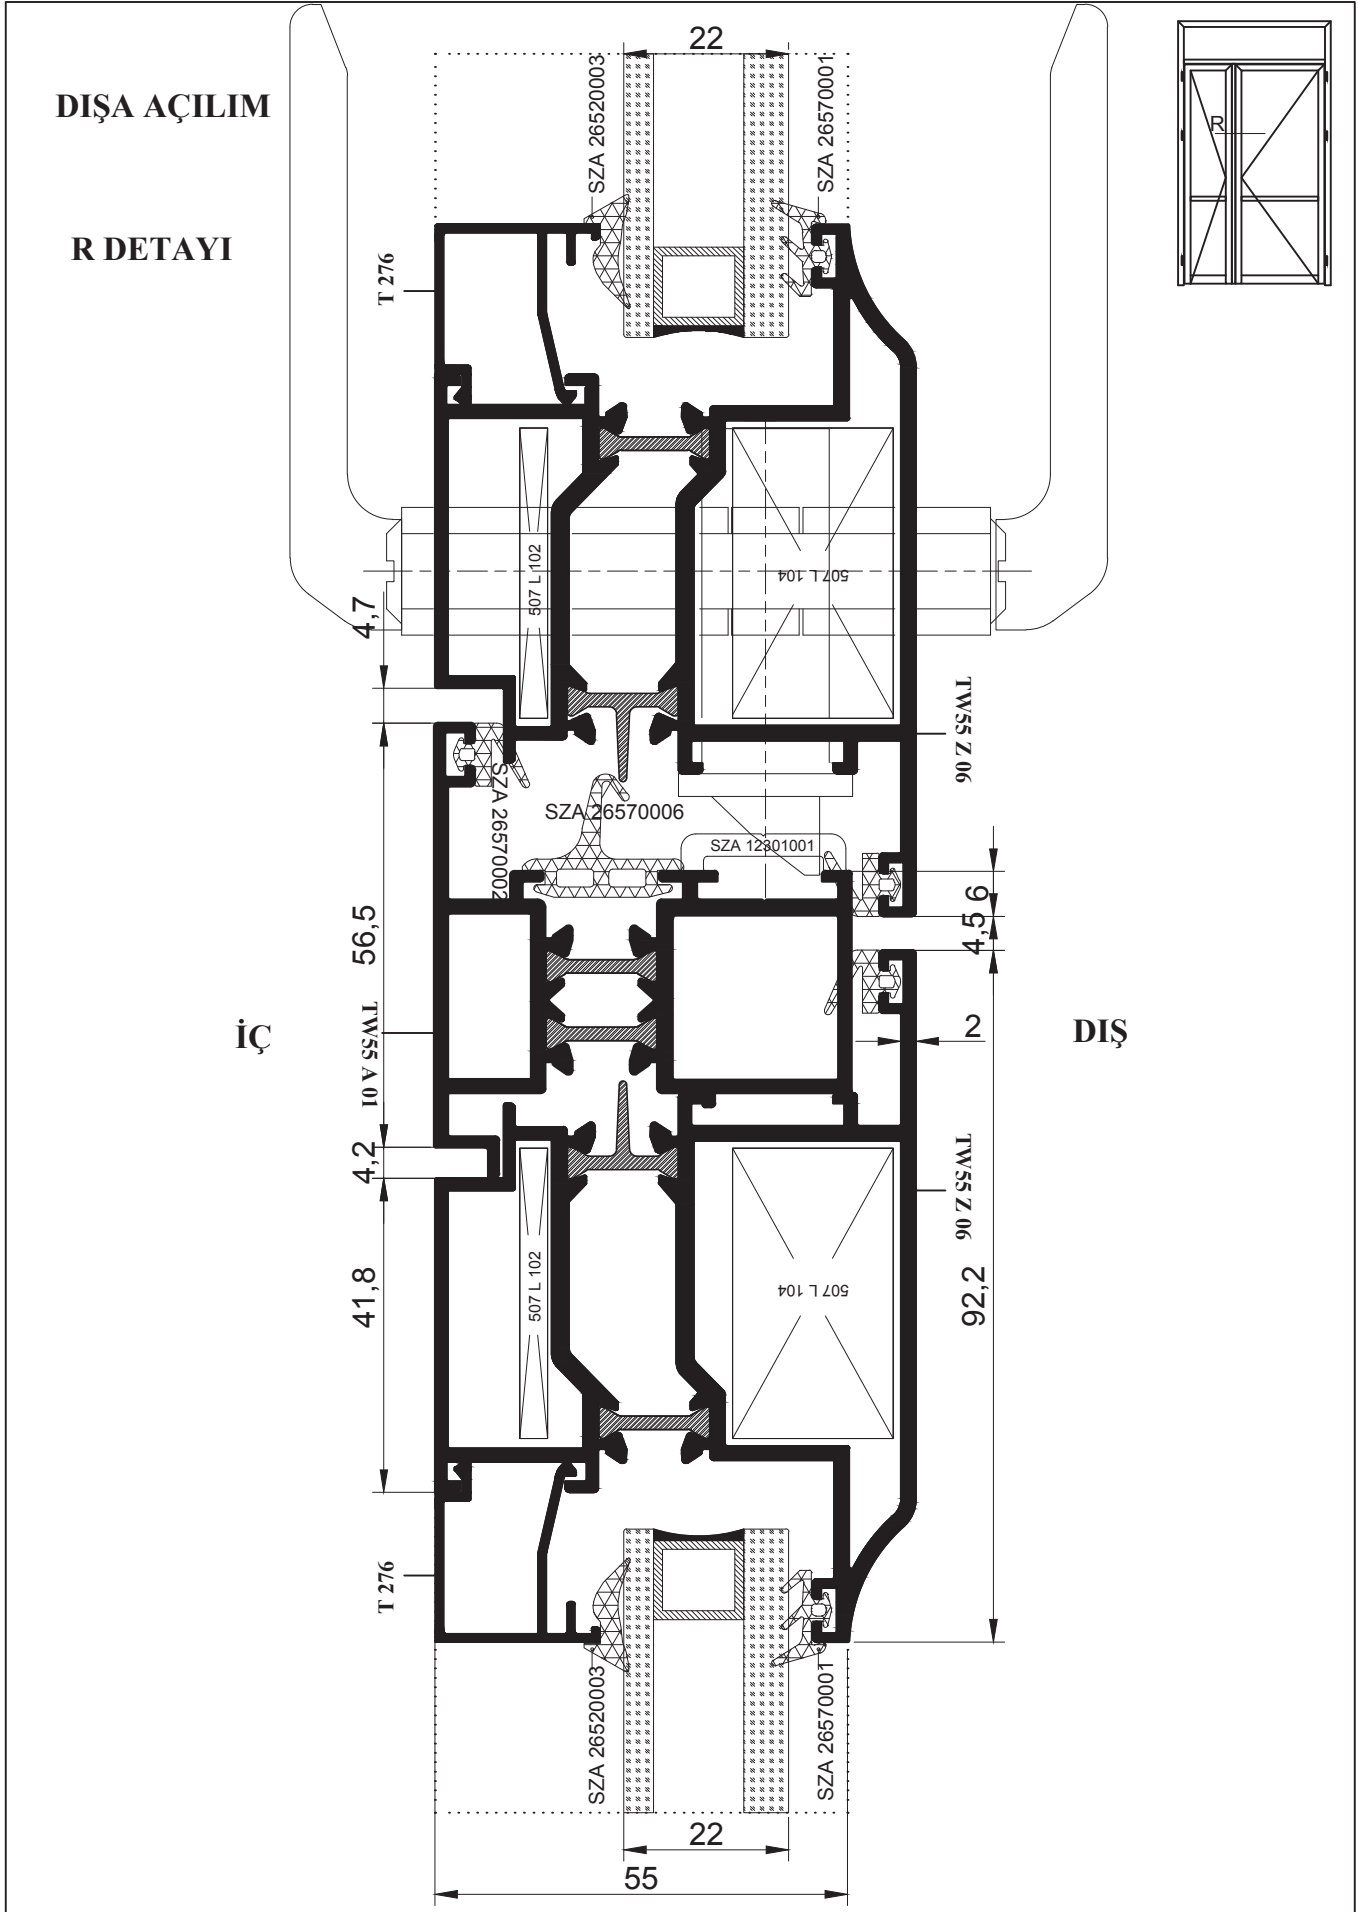 22
DIŞA AÇILIM
SZA 26520003
SZA 26570001
R
R DETAYI
T 276
507 L 102
507 L 104
4,7
TW55 Z 06
SZA 26570002
SZA 26570006
SZA 12301001
6
4,5
56,5
TW55 A 01
İÇ
2
DIŞ
4,2
TW55 Z 06
41,8
507 L 102
507 L 104
92,2
T 276
SZA 26520003
SZA 26570001
22
55